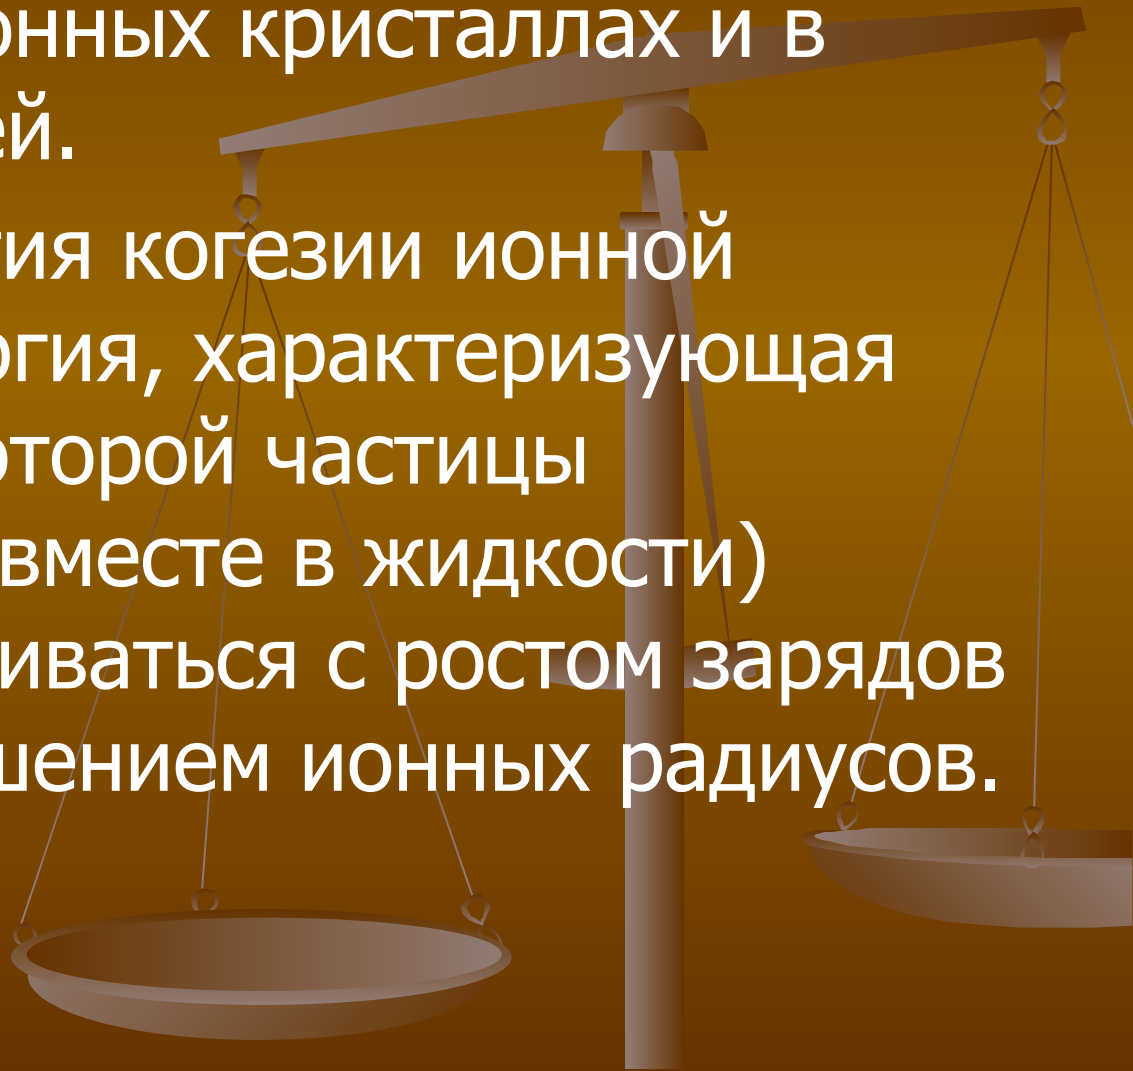 онных кристаллах и в
ей.
гия когезии ионной
огия, характеризующая
оторой частицы
вместе в жидкости)
иваться с ростом зарядов
шением ионных радиусов.